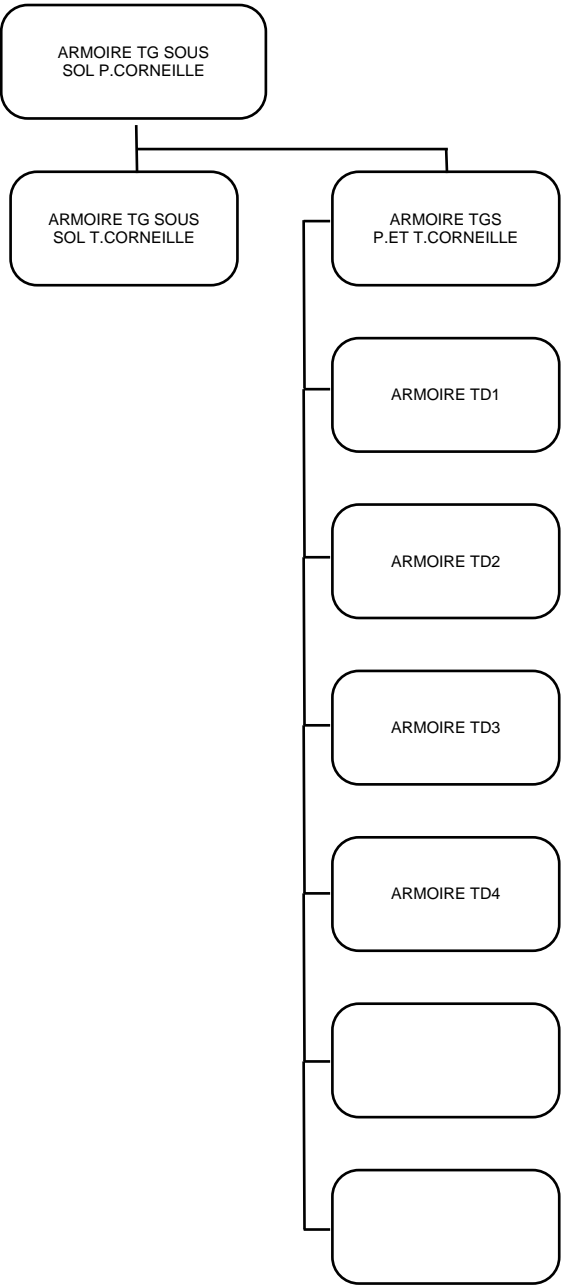 ARMOIRE TG SOUS
SOL P.CORNEILLE
ARMOIRE TG SOUS
SOL T.CORNEILLE
ARMOIRE TGS
P.ET T.CORNEILLE
ARMOIRE TD1
ARMOIRE TD2
ARMOIRE TD3
ARMOIRE TD4